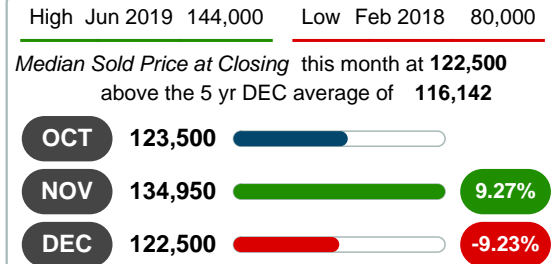 High Jun 2019 144,000 Low Feb 2018 80,000
Median Sold Price at Closing this month at 122,500
above the 5 yr DEC average of 116,142
OCT 123,500
NOV 134,950 9.27%
DEC 122,500 -9.23%